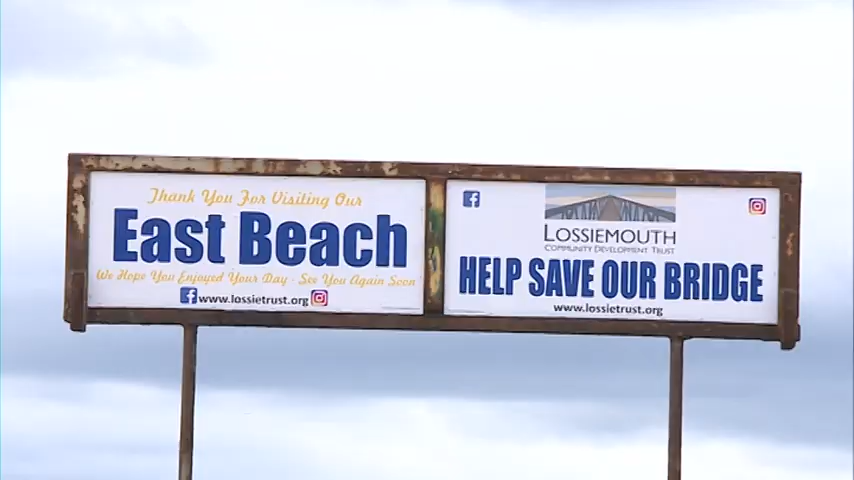 Thank You For Visiting Our
East Beach
We Hope You Enjoyed Your Day - See You Again Soon
www.lossietrust.org
LOSSIEMOUTH
COMMUNITY DEVELOPMENT TRUST
HELP SAVE OUR BRIDGE
www.lossietrust.org